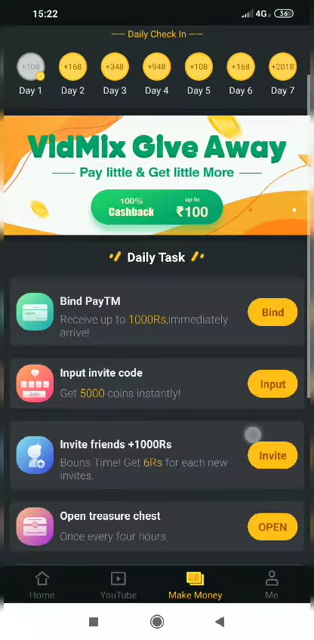 15:22
4G
36
Daily Check In
+108
+168
+348
+948
+108
+168
+2018
Day 1
Day 2
Day 3
Day 4
Day 5
Day 6
Day 7
VidMix Give Away
Pay little & Get little More
100%
Cashback
up to
₹100
Daily Task
Bind PayTM
Receive up to 1000Rs,immediately
arrive!
Bind
Input invite code
Get 5000 coins instantly!
Input
Invite friends +1000Rs
Bouns Time! Get 6Rs for each new
invites.
Invite
Open treasure chest
Once every four hours
OPEN
Home
YouTube
Make Money
Me